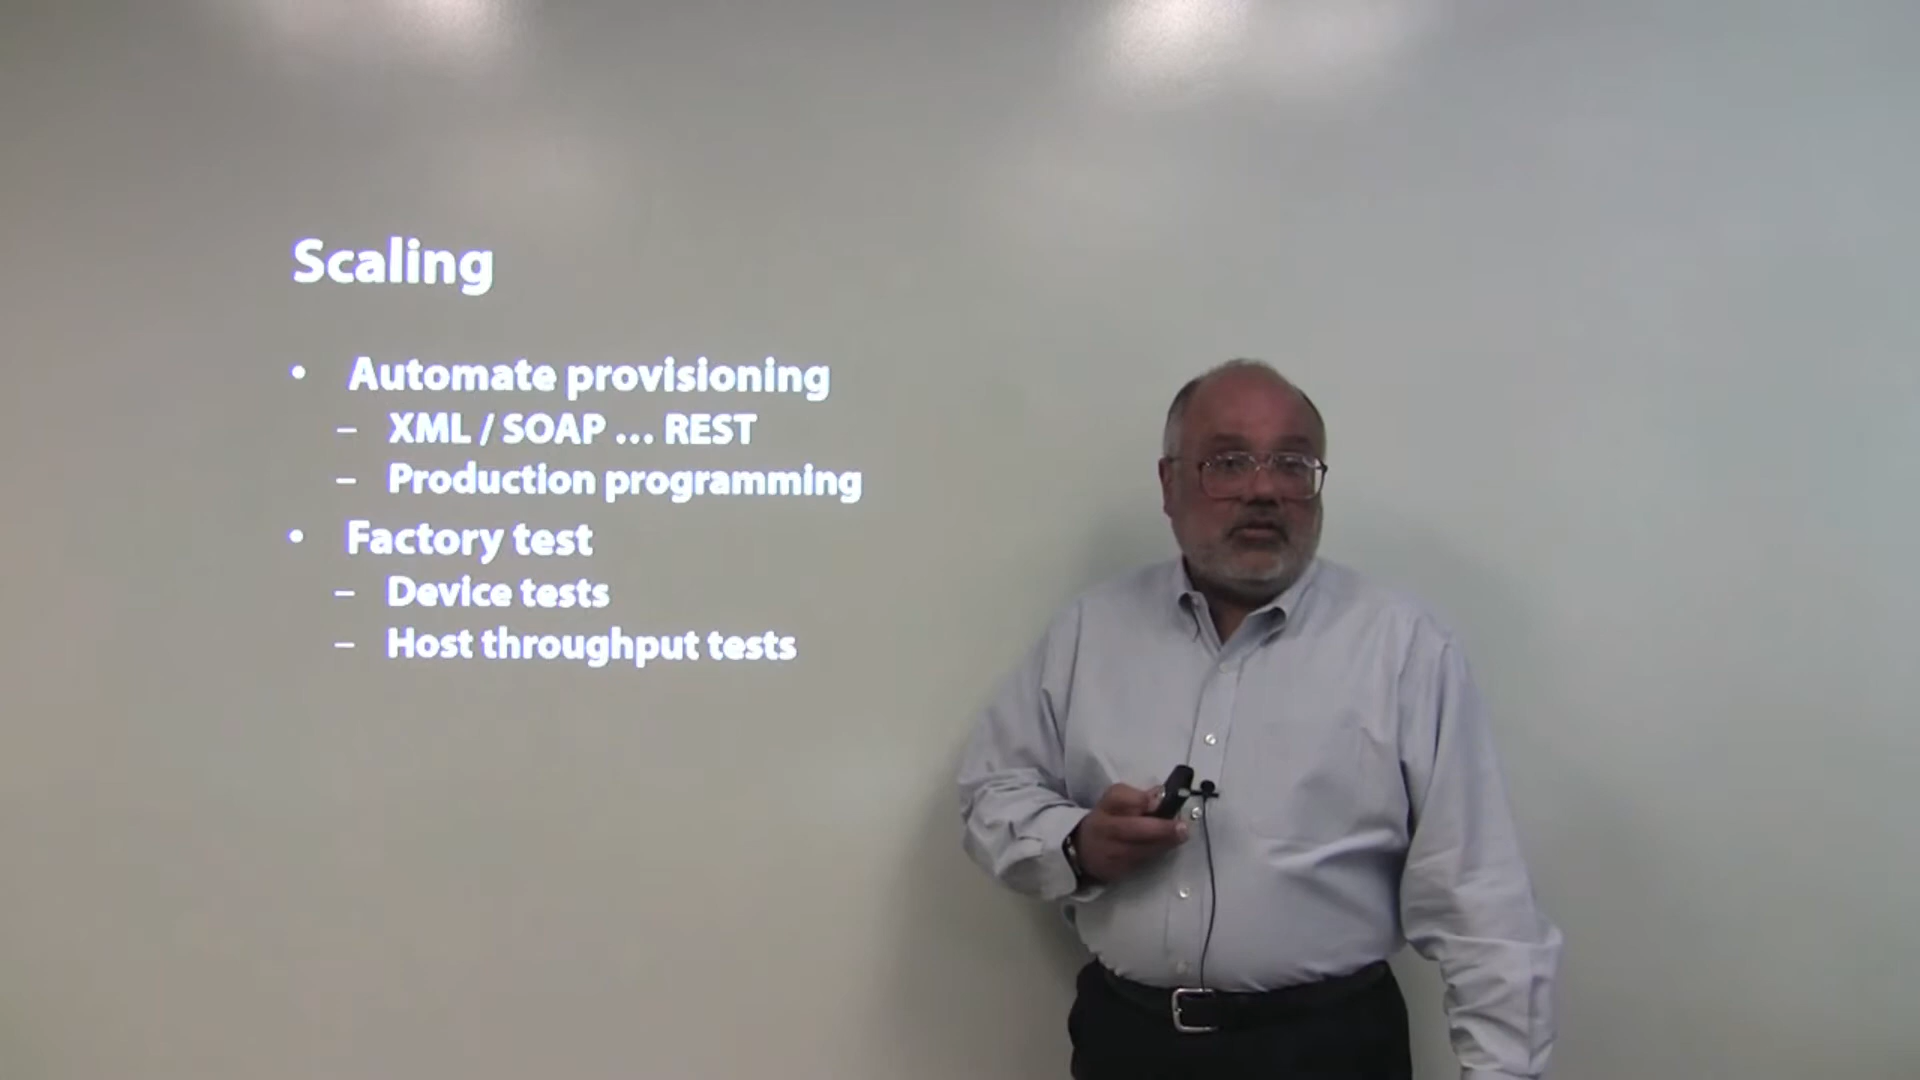 Scaling
• Automate provisioning
– XML / SOAP ... REST
– Production programming
• Factory test
– Device tests
– Host throughput tests